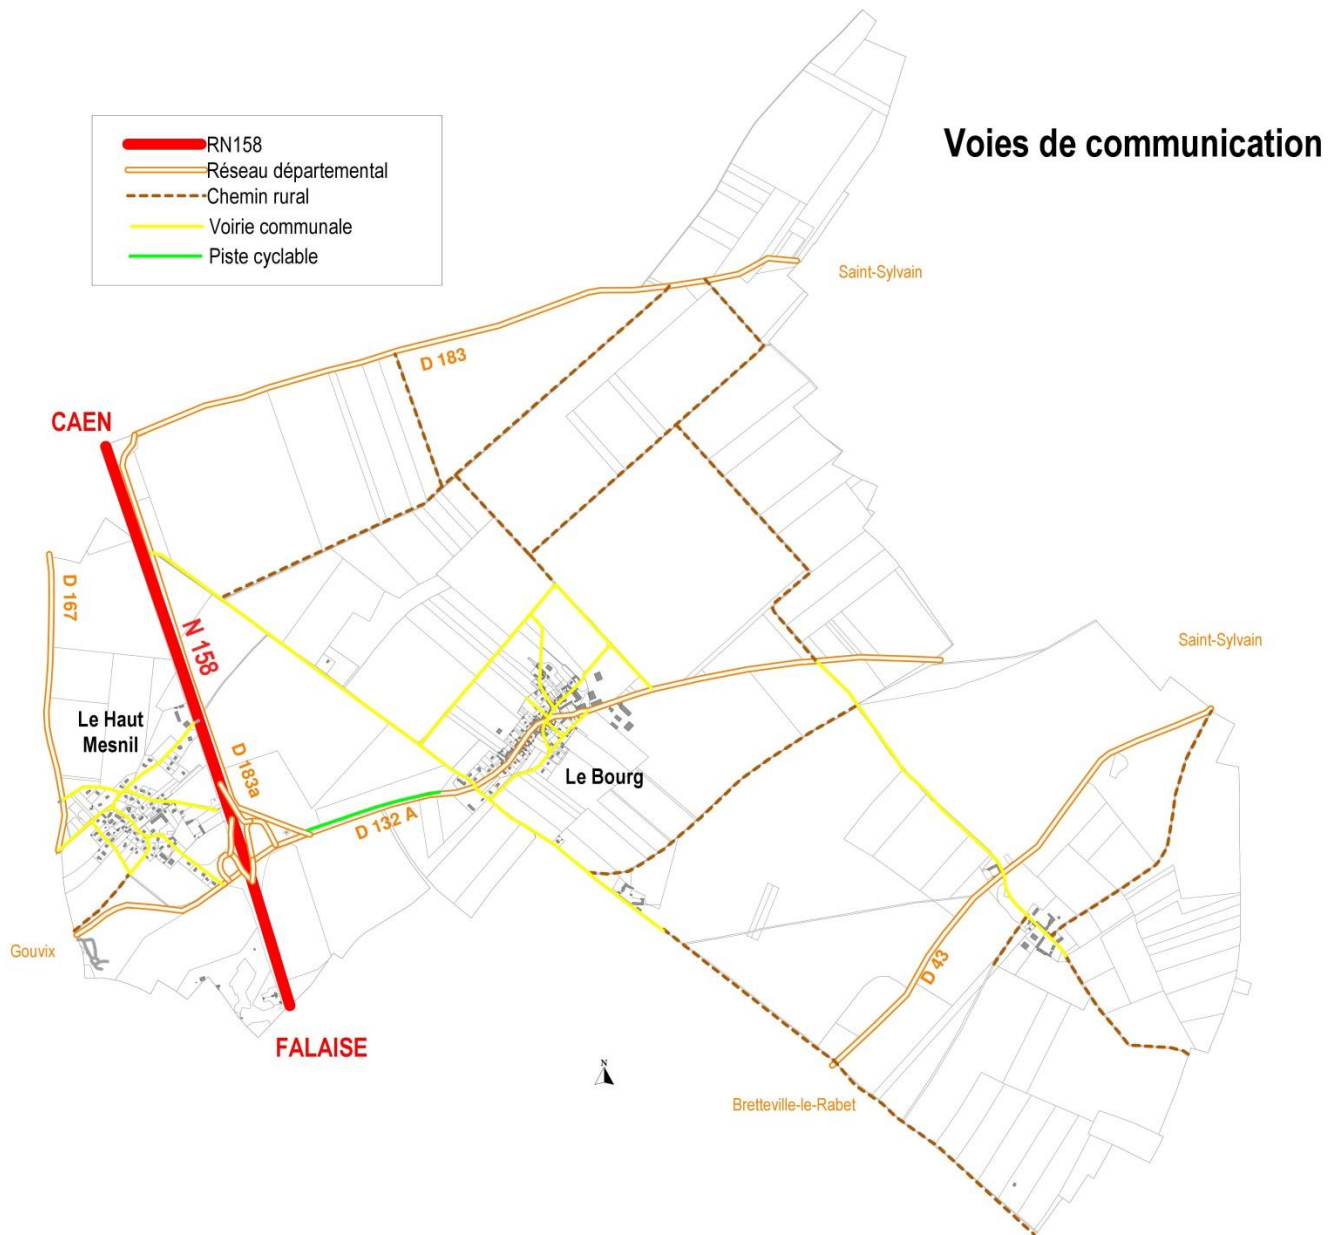 Voies de communication
RN158
Réseau départemental
Chemin rural
Voirie communale
Piste cyclable
Saint-Sylvain
D 183
CAEN
D 167
N 158
Saint-Sylvain
Le Haut
Mesnil
D 183a
Le Bourg
D 132 A
Gouvix
D 43
FALAISE
N
Bretteville-le-Rabet